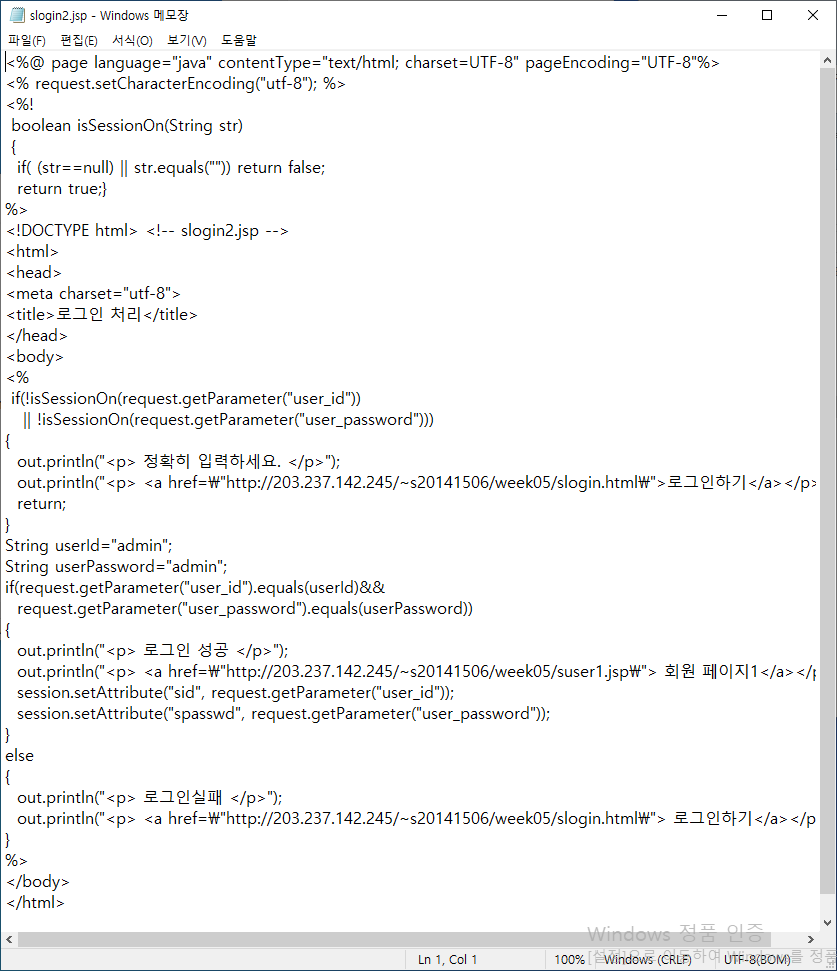 slogin2.jsp - Windows 메모장
파일(F) 편집(E) 서식(O) 보기(V) 도움말
<%@ page language="java" contentType="text/html; charset=UTF-8" pageEncoding="UTF-8"%>
<% request.setCharacterEncoding("utf-8"); %>
<%!
boolean isSessionOn(String str)
{
if( (str==null) || str.equals("")) return false;
return true;}
%>
<!DOCTYPE html> <!-- slogin2.jsp -->
<html>
<head>
<meta charset="utf-8">
<title>로그인 처리</title>
</head>
<body>
<%
if(!isSessionOn(request.getParameter("user_id"))
|| !isSessionOn(request.getParameter("user_password")))
{
out.println("<p> 정확히 입력하세요. </p>");
out.println("<p> <a href=₩"http://203.237.142.245/~s20141506/week05/slogin.html₩">로그인하기</a></p>
return;
}
String userId="admin";
String userPassword="admin";
if(request.getParameter("user_id").equals(userId)&&
request.getParameter("user_password").equals(userPassword))
{
out.println("<p> 로그인 성공 </p>");
out.println("<p> <a href=₩"http://203.237.142.245/~s20141506/week05/suser1.jsp₩"> 회원 페이지1</a></p
session.setAttribute("sid", request.getParameter("user_id"));
session.setAttribute("spasswd", request.getParameter("user_password"));
}
else
{
out.println("<p> 로그인실패 </p>");
out.println("<p> <a href=₩"http://203.237.142.245/~s20141506/week05/slogin.html₩"> 로그인하기</a></p
}
%>
</body>
</html>
Windows 정품 인증
[설정]으로 이동하여 Windows를 정품
Ln 1, Col 1 100% Windows (CRLF) UTF-8(BOM)